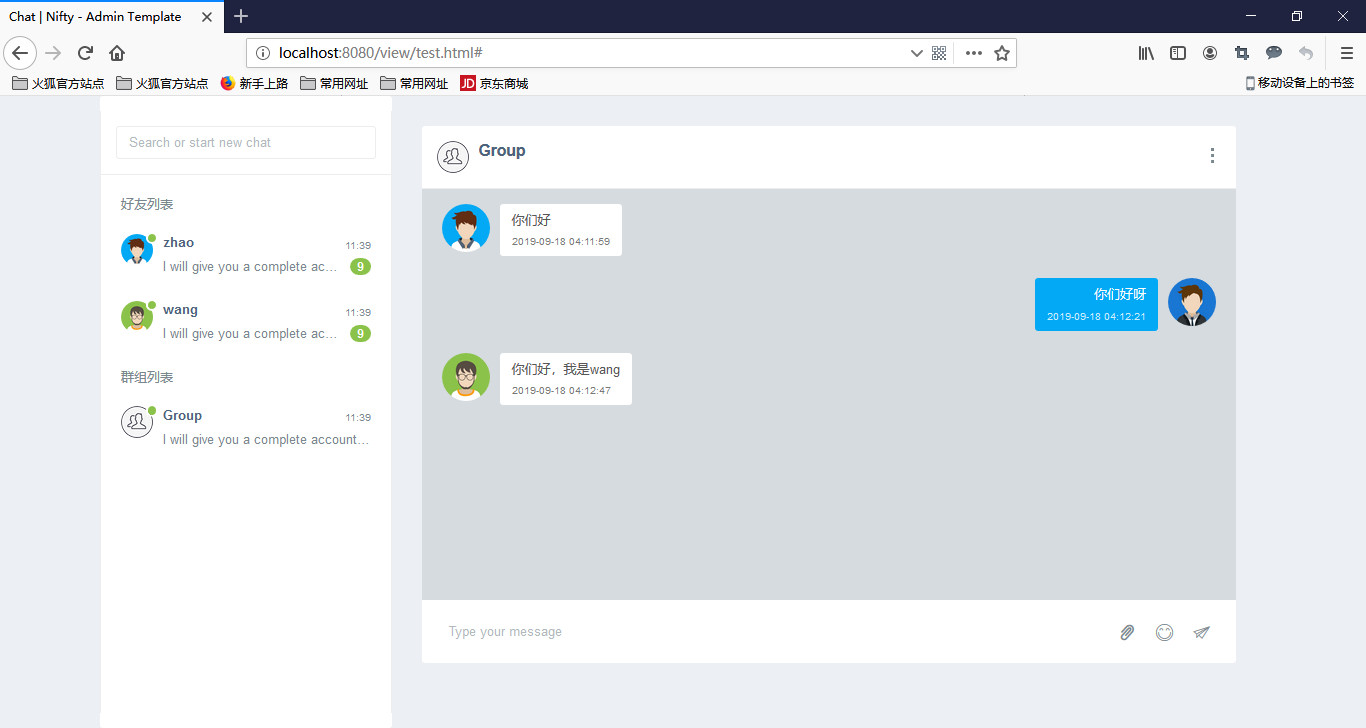 Chat | Nifty - Admin Template
localhost:8080/view/test.html#
火狐官方站点 火狐官方站点 新手上路 常用网址 常用网址 JD 京东商城 移动设备上的书签
Search or start new chat
好友列表
zhao 11:39
I will give you a complete ac... 9
wang 11:39
I will give you a complete ac... 9
群组列表
Group 11:39
I will give you a complete account...
Group
你们好
2019-09-18 04:11:59
你们好呀
2019-09-18 04:12:21
你们好，我是wang
2019-09-18 04:12:47
Type your message